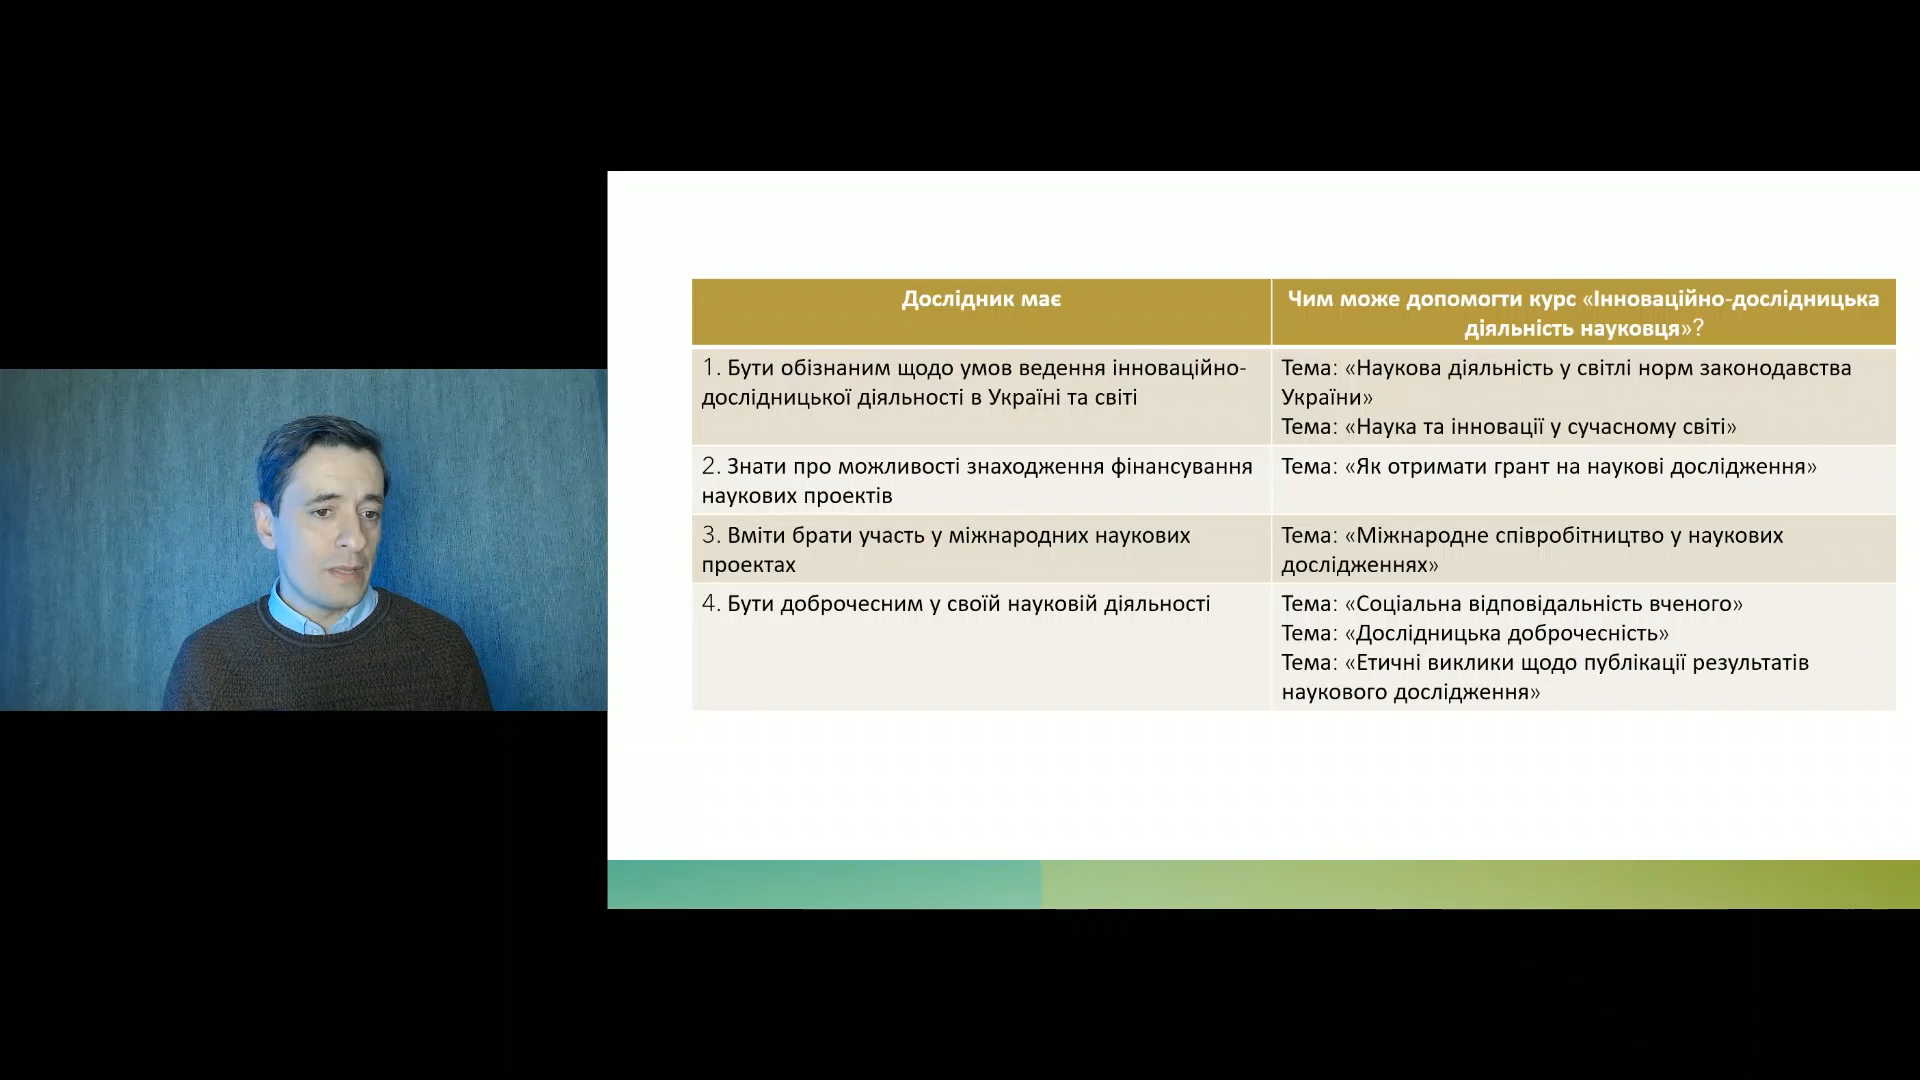 Дослідник має
Чим може допомогти курс «Інноваційно-дослідницька
діяльність науковця»?
1. Бути обізнаним щодо умов ведення інноваційно-
дослідницької діяльності в Україні та світі
Тема: «Наукова діяльність у світлі норм законодавства
України»
Тема: «Наука та інновації у сучасному світі»
2. Знати про можливості знаходження фінансування
наукових проектів
Тема: «Як отримати грант на наукові дослідження»
3. Вміти брати участь у міжнародних наукових
проектах
Тема: «Міжнародне співробітництво у наукових
дослідженнях»
4. Бути доброчесним у своїй науковій діяльності
Тема: «Соціальна відповідальність вченого»
Тема: «Дослідницька доброчесність»
Тема: «Етичні виклики щодо публікації результатів
наукового дослідження»